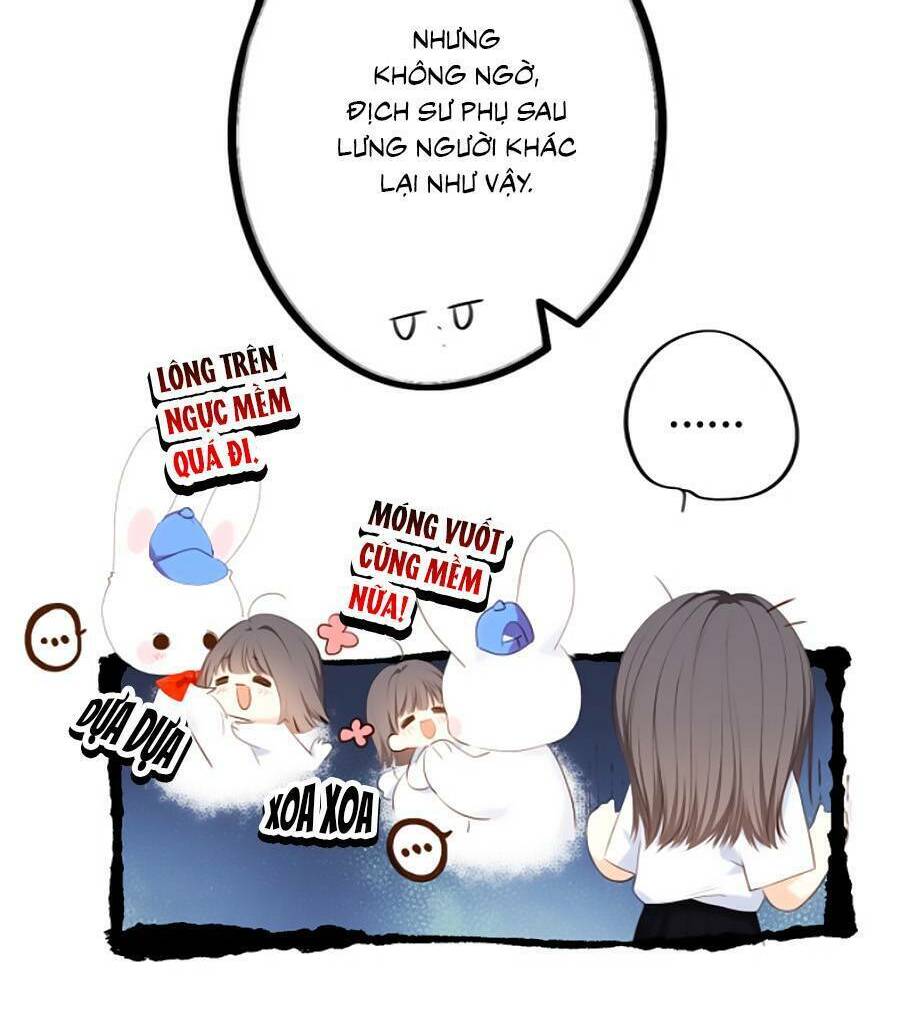 NHƯNG
KHÔNG NGỜ,
ĐỊCH SƯ PHỤ SAU
LƯNG NGƯỜI KHÁC
LẠI NHƯ VẬY.
LÔNG TRÊN
NGỰC MỀM
QUÁ ĐI.
......
MÓNG VUỐT
CŨNG MỀM
NỮA!
...
DỰA DỰA
XOA XOA
...